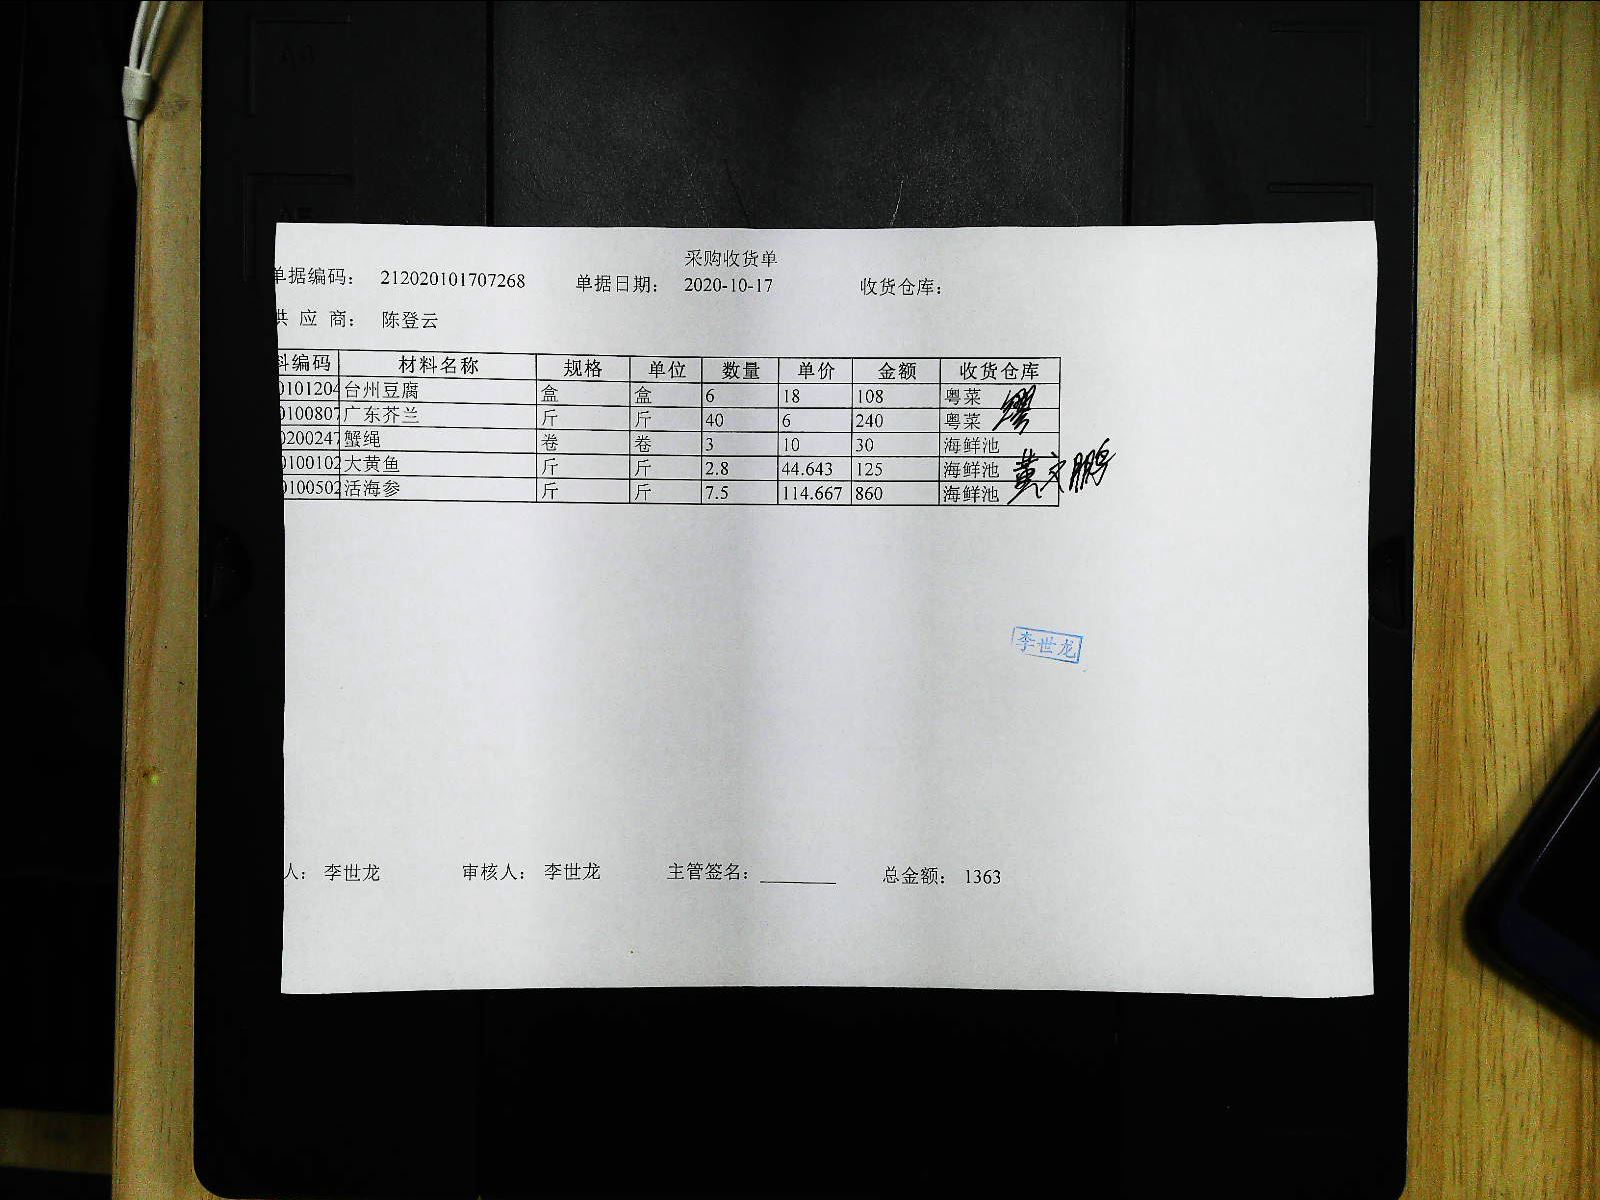 采购收货单
单据编码： 212020101707268 单据日期： 2020-10-17 收货仓库：
供 应 商： 陈登云
料编码 材料名称 规格 单位 数量 单价 金额 收货仓库
0101204 台州豆腐 盒 盒 6 18 108 粤菜
0100807 广东芥兰 斤 斤 40 6 240 粤菜
0200247 蟹绳 卷 卷 3 10 30 海鲜池
0100102 大黄鱼 斤 斤 2.8 44.643 125 海鲜池
0100502 活海参 斤 斤 7.5 114.667 860 海鲜池
黄文鹏
李世龙
人： 李世龙 审核人： 李世龙 主管签名： 总金额： 1363